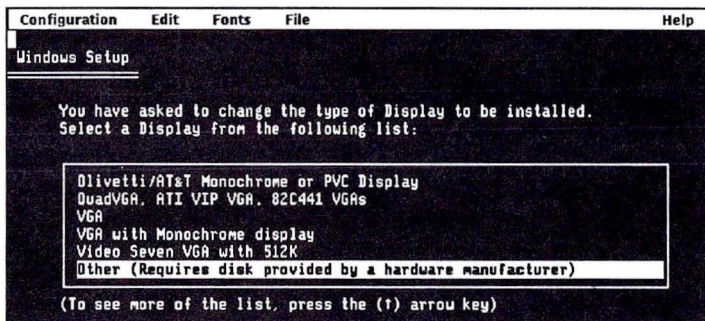 Configuration Edit Fonts File Help
Windows Setup
You have asked to change the type of Display to be installed.
Select a Display from the following list:
Olivetti/AT&T Monochrome or PVC Display
QuadVGA, ATI VIP VGA, 82C441 VGAs
VGA
VGA with Monochrome display
Video Seven VGA with 512K
Other (Requires disk provided by a hardware manufacturer)
(To see more of the list, press the (↑) arrow key)